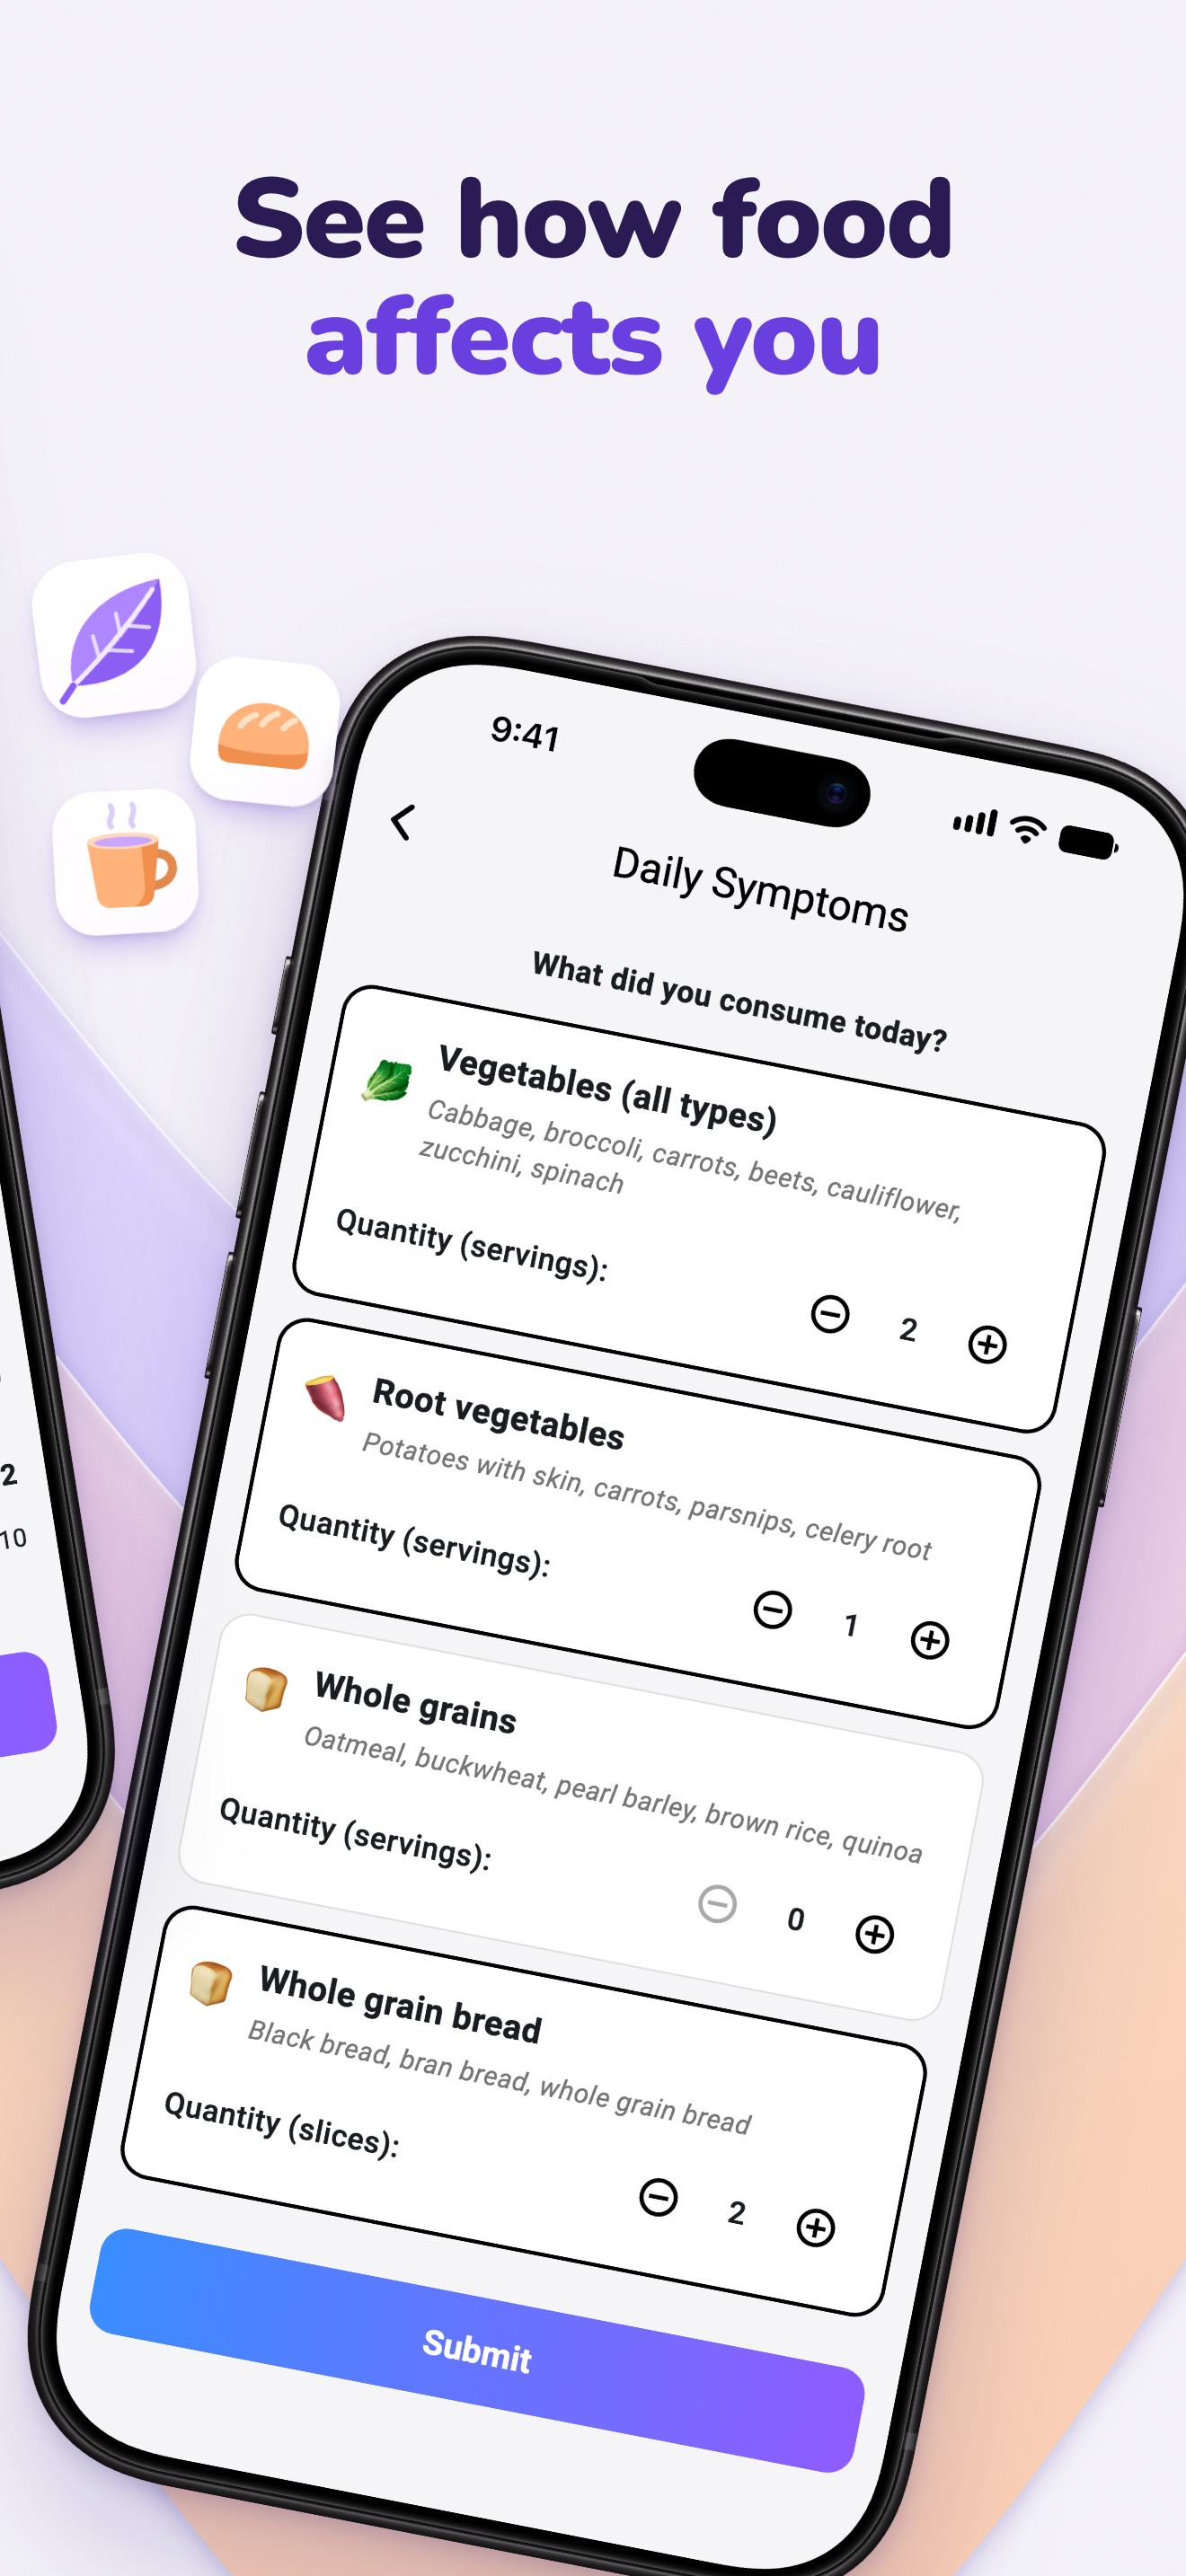 See how food
affects you
9:41
Daily Symptoms
What did you consume today?
Vegetables (all types)
Cabbage, broccoli, carrots, beets, cauliflower,
zucchini, spinach
Quantity (servings):
2
Root vegetables
Potatoes with skin, carrots, parsnips, celery root
Quantity (servings):
1
2
10
Whole grains
Oatmeal, buckwheat, pearl barley, brown rice, quinoa
Quantity (servings):
0
Whole grain bread
Black bread, bran bread, whole grain bread
Quantity (slices):
2
Submit